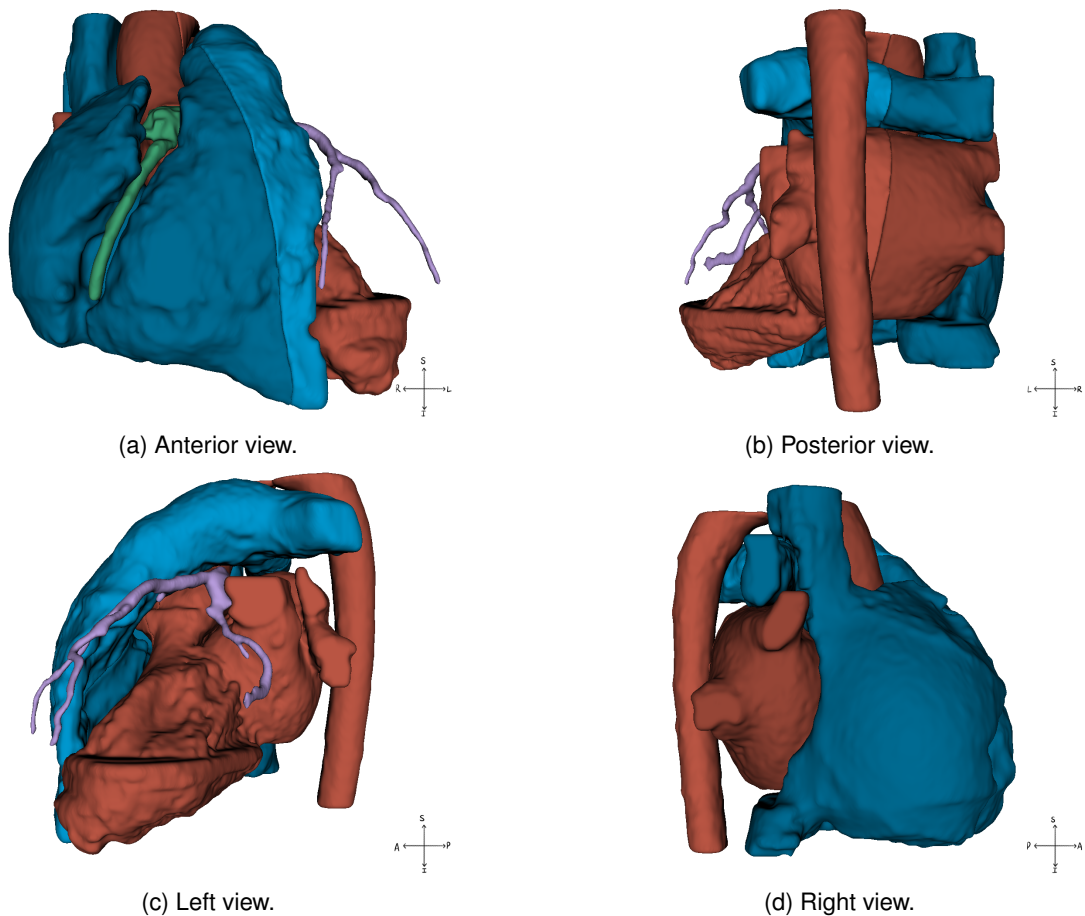 S
R L
I
(a) Anterior view.
S
L R
I
(b) Posterior view.
S
A P
I
(c) Left view.
S
P A
I
(d) Right view.